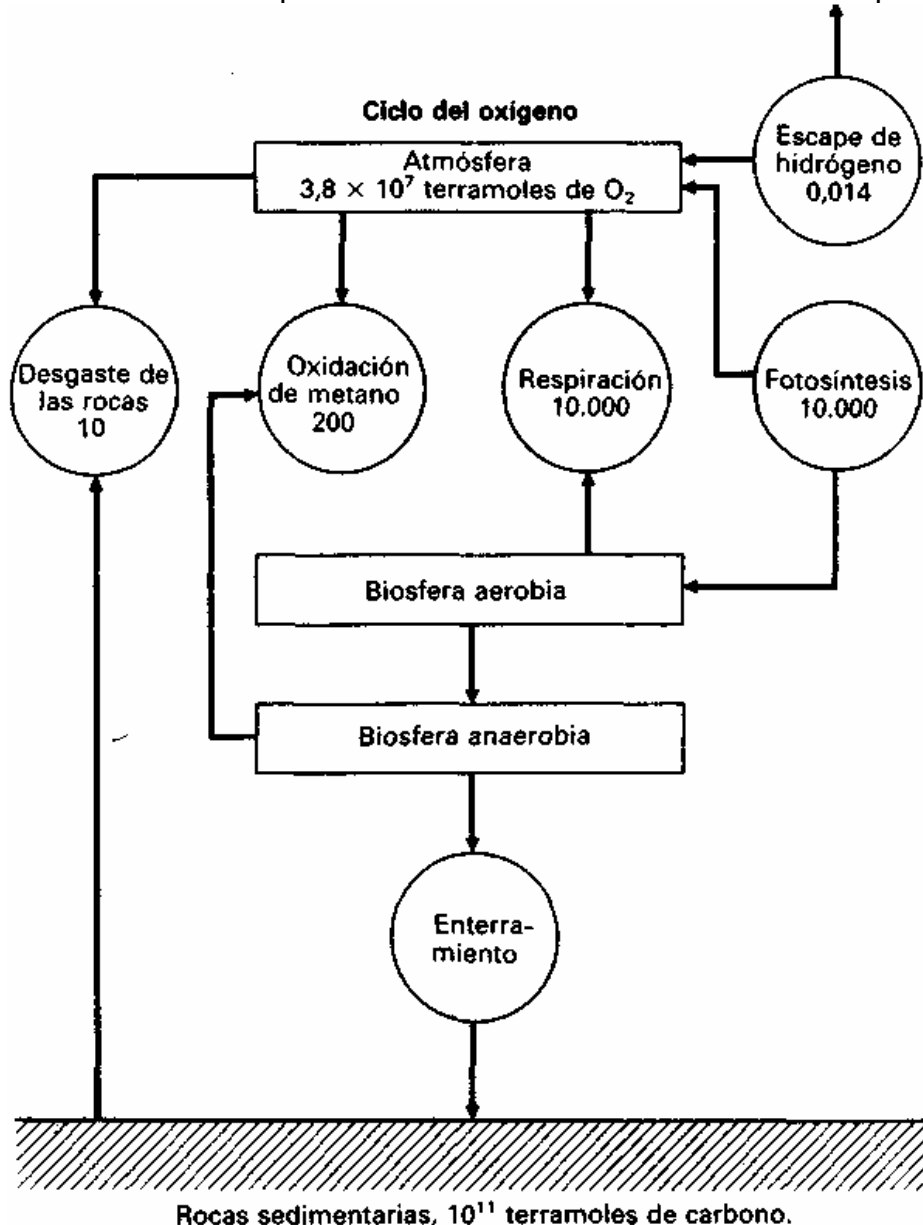 Ciclo del oxígeno
Atmósfera
3,8 × 10⁷ terramoles de O₂
Escape de
hidrógeno
0,014
Desgaste de
las rocas
10
Oxidación
de metano
200
Respiración
10.000
Fotosíntesis
10.000
Biosfera aerobia
Biosfera anaerobia
Enterra-
miento
Rocas sedimentarias, 10¹¹ terramoles de carbono.